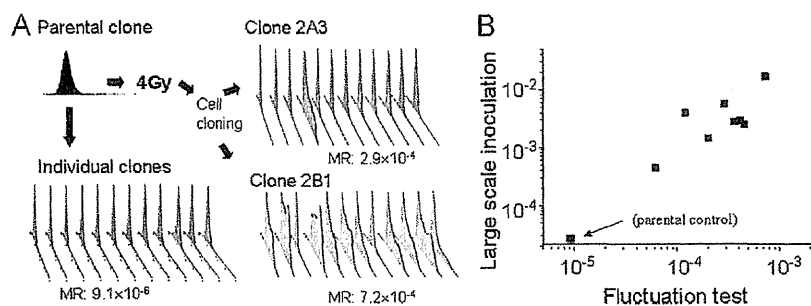 A
Parental clone
4Gy
Cell
cloning
Individual clones
MR: 9.1×10-6
Clone 2A3
MR: 2.9×10-4
Clone 2B1
MR: 7.2×10-4
B
Large scale inoculation
10-2
10-3
10-4
(parental control)
10-5
10-4
10-3
Fluctuation test